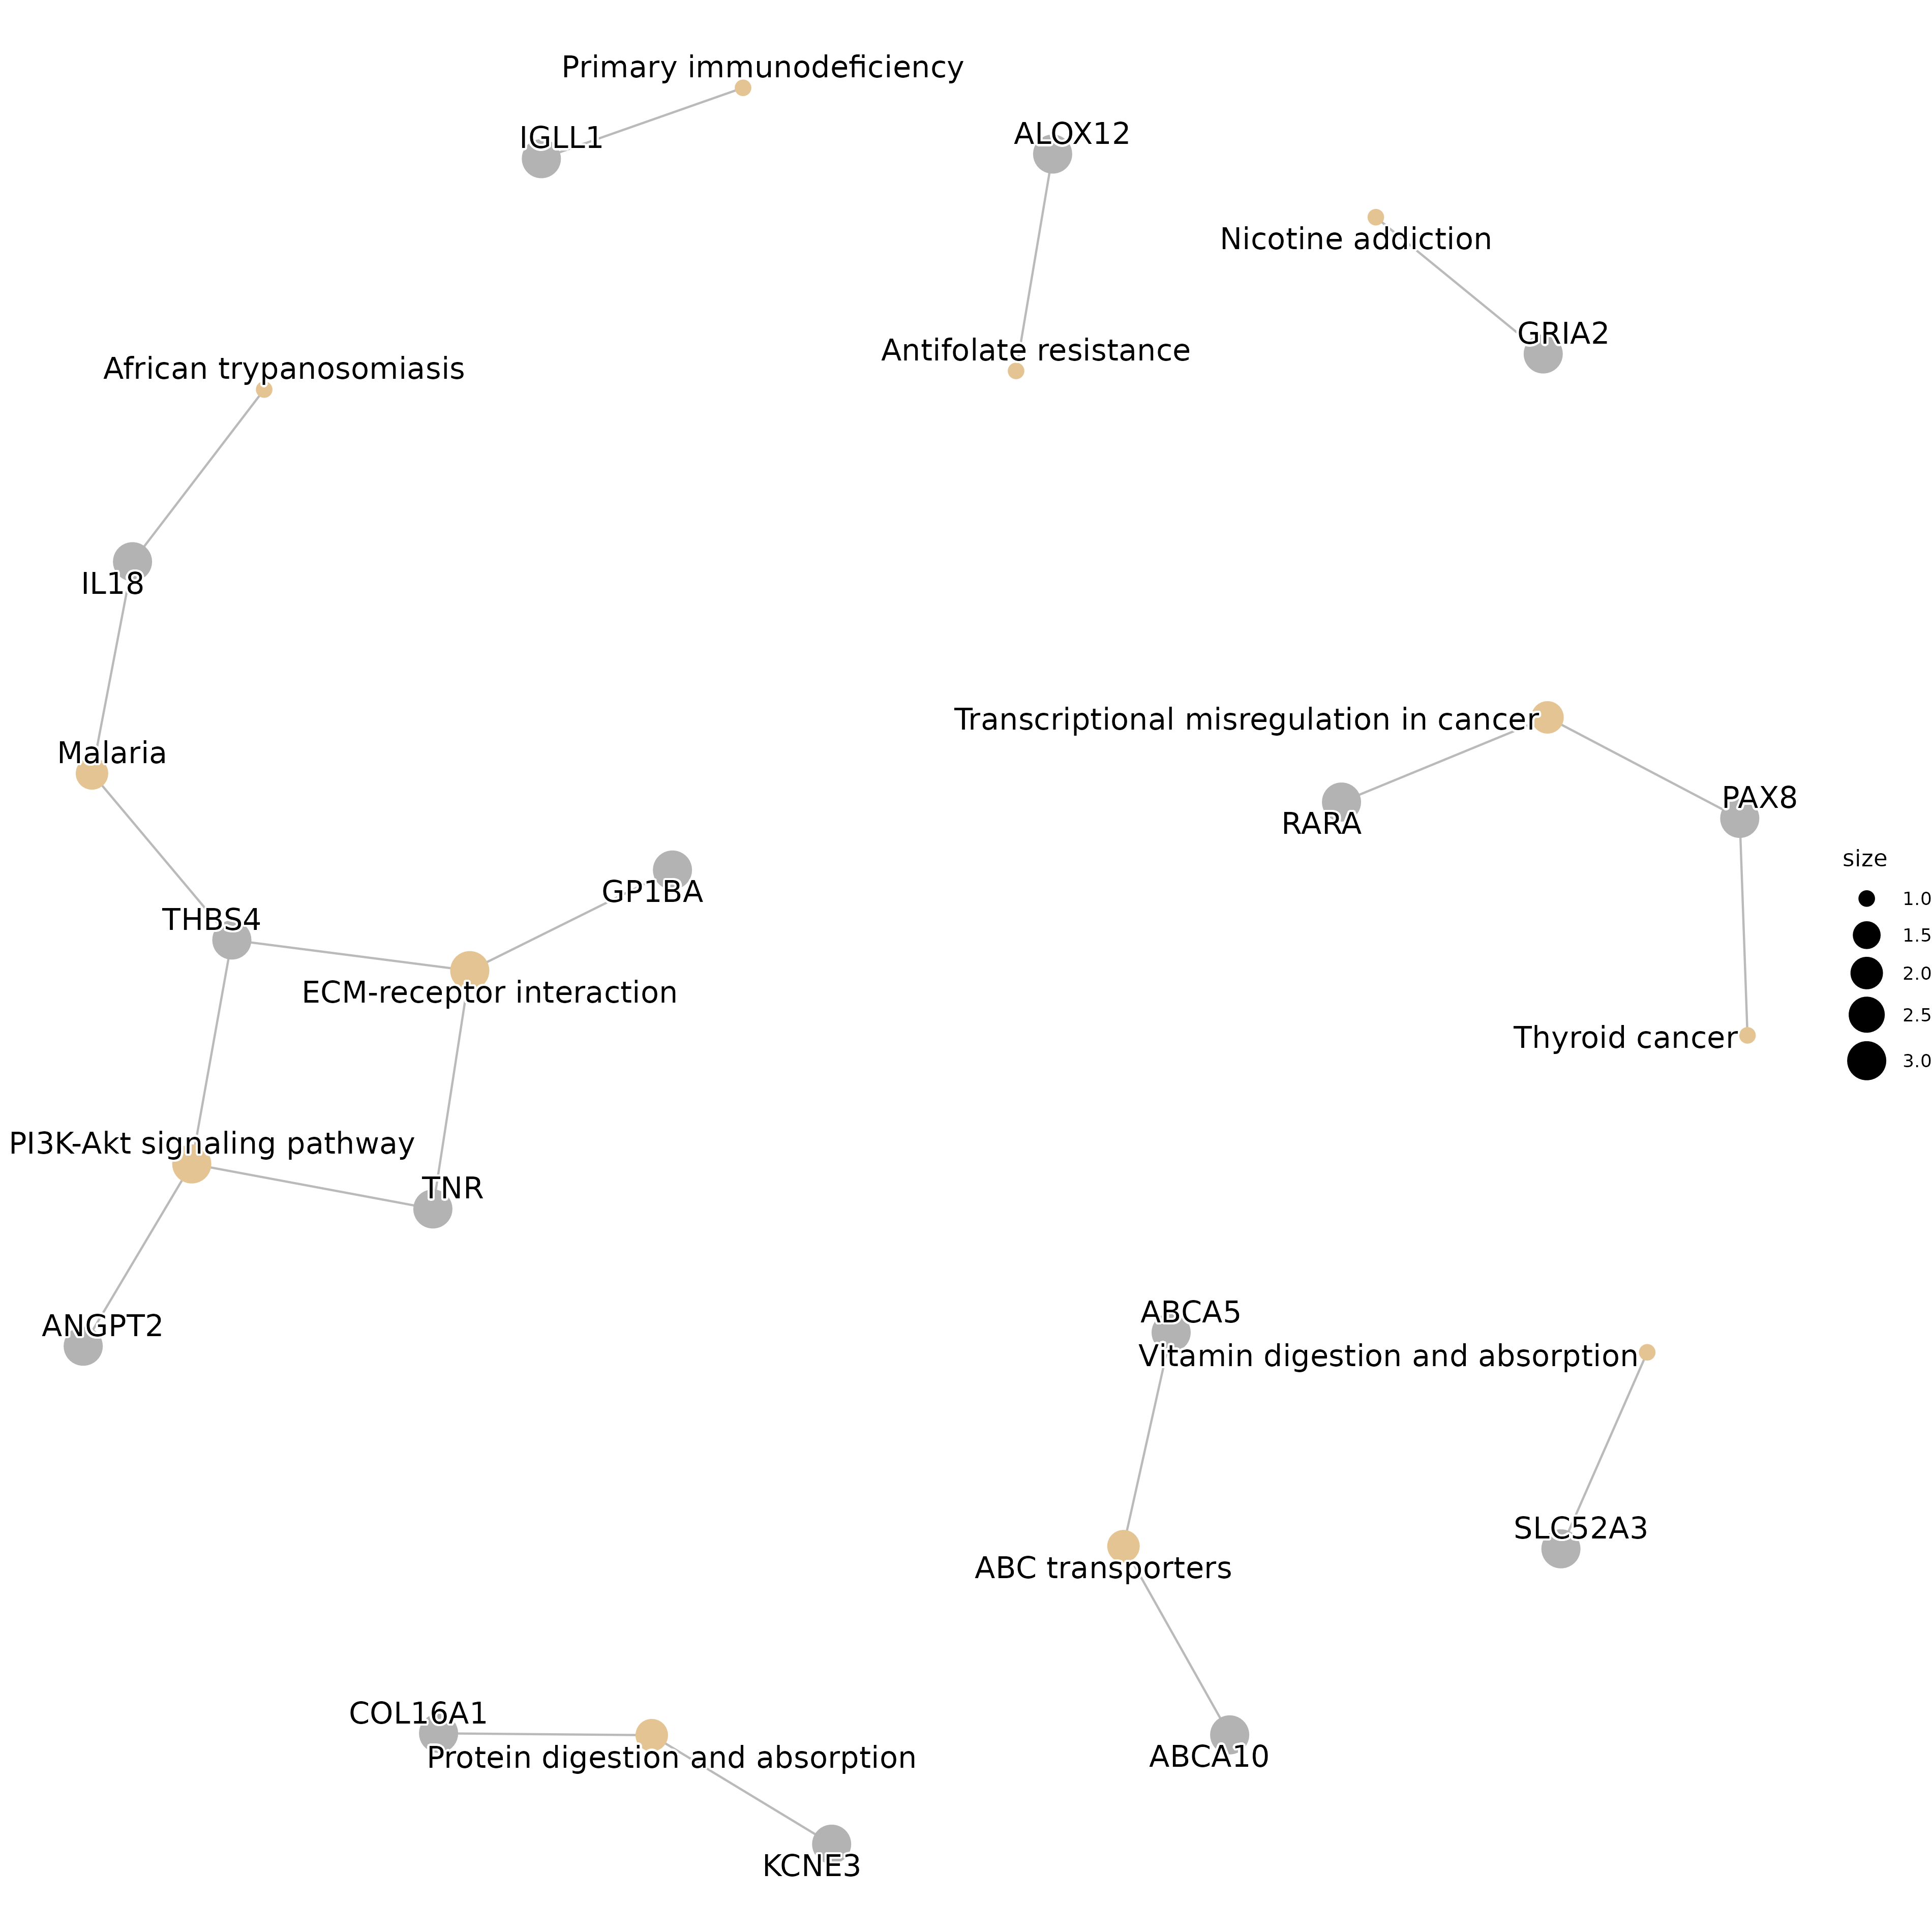 Primary immunodeficiency
IGLL1
ALOX12
Nicotine addiction
GRIA2
Antifolate resistance
African trypanosomiasis
IL18
Transcriptional misregulation in cancer
Malaria
PAX8
RARA
size
GP1BA
1.0
THBS4
1.5
2.0
ECM-receptor interaction
2.5
Thyroid cancer
3.0
PI3K-Akt signaling pathway
TNR
ABCA5
ANGPT2
Vitamin digestion and absorption
SLC52A3
ABC transporters
COL16A1
Protein digestion and absorption
ABCA10
KCNE3